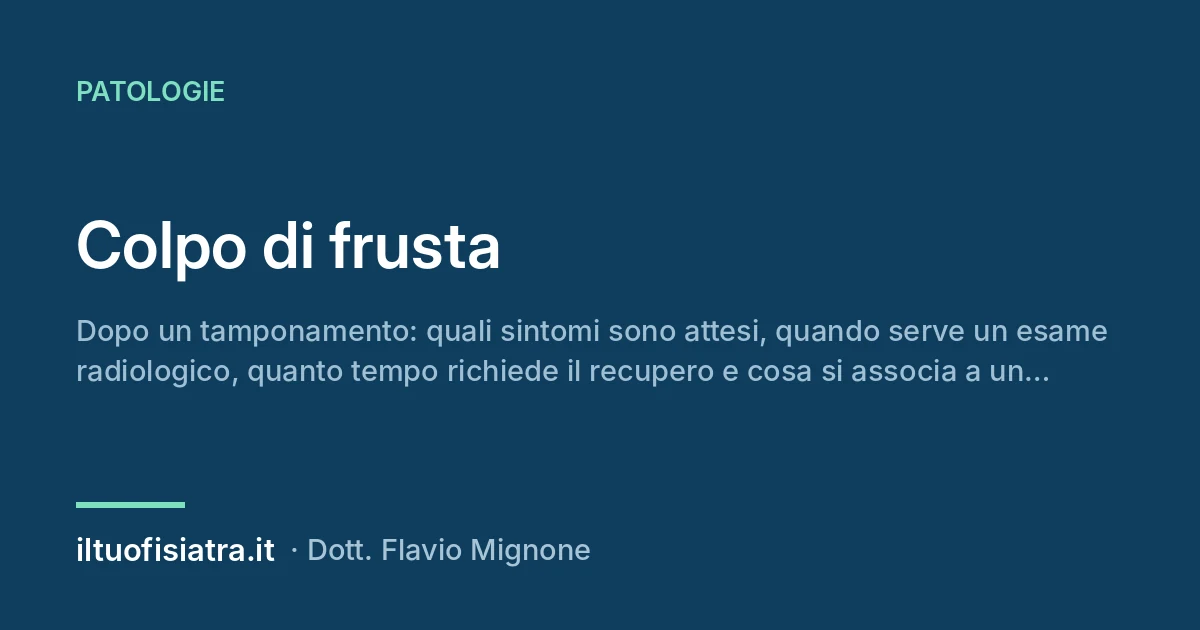 PATOLOGIE
Colpo di frusta
Dopo un tamponamento: quali sintomi sono attesi, quando serve un esame
radiologico, quanto tempo richiede il recupero e cosa si associa a un...
iltuofisiatra.it · Dott. Flavio Mignone